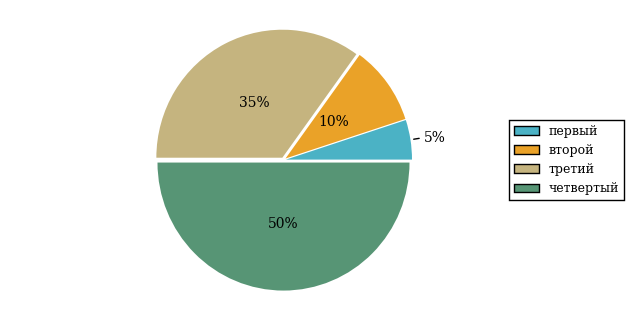 35%
10%
5%
50%
первый
второй
третий
четвертый